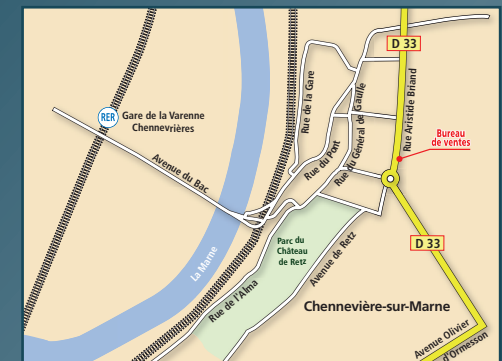 D 33
Rue de la Gare
RER
Gare de la Varenne
Chennevrières
Rue Aristide Briand
Rue du Général de Gaulle
Bureau
de ventes
Rue du Pont
Avenue du Bac
La Marne
Parc du
Château
de Retz
Avenue de Retz
D 33
Rue de l'Alma
Chennevière-sur-Marne
Avenue Olivier
d'Ormesson